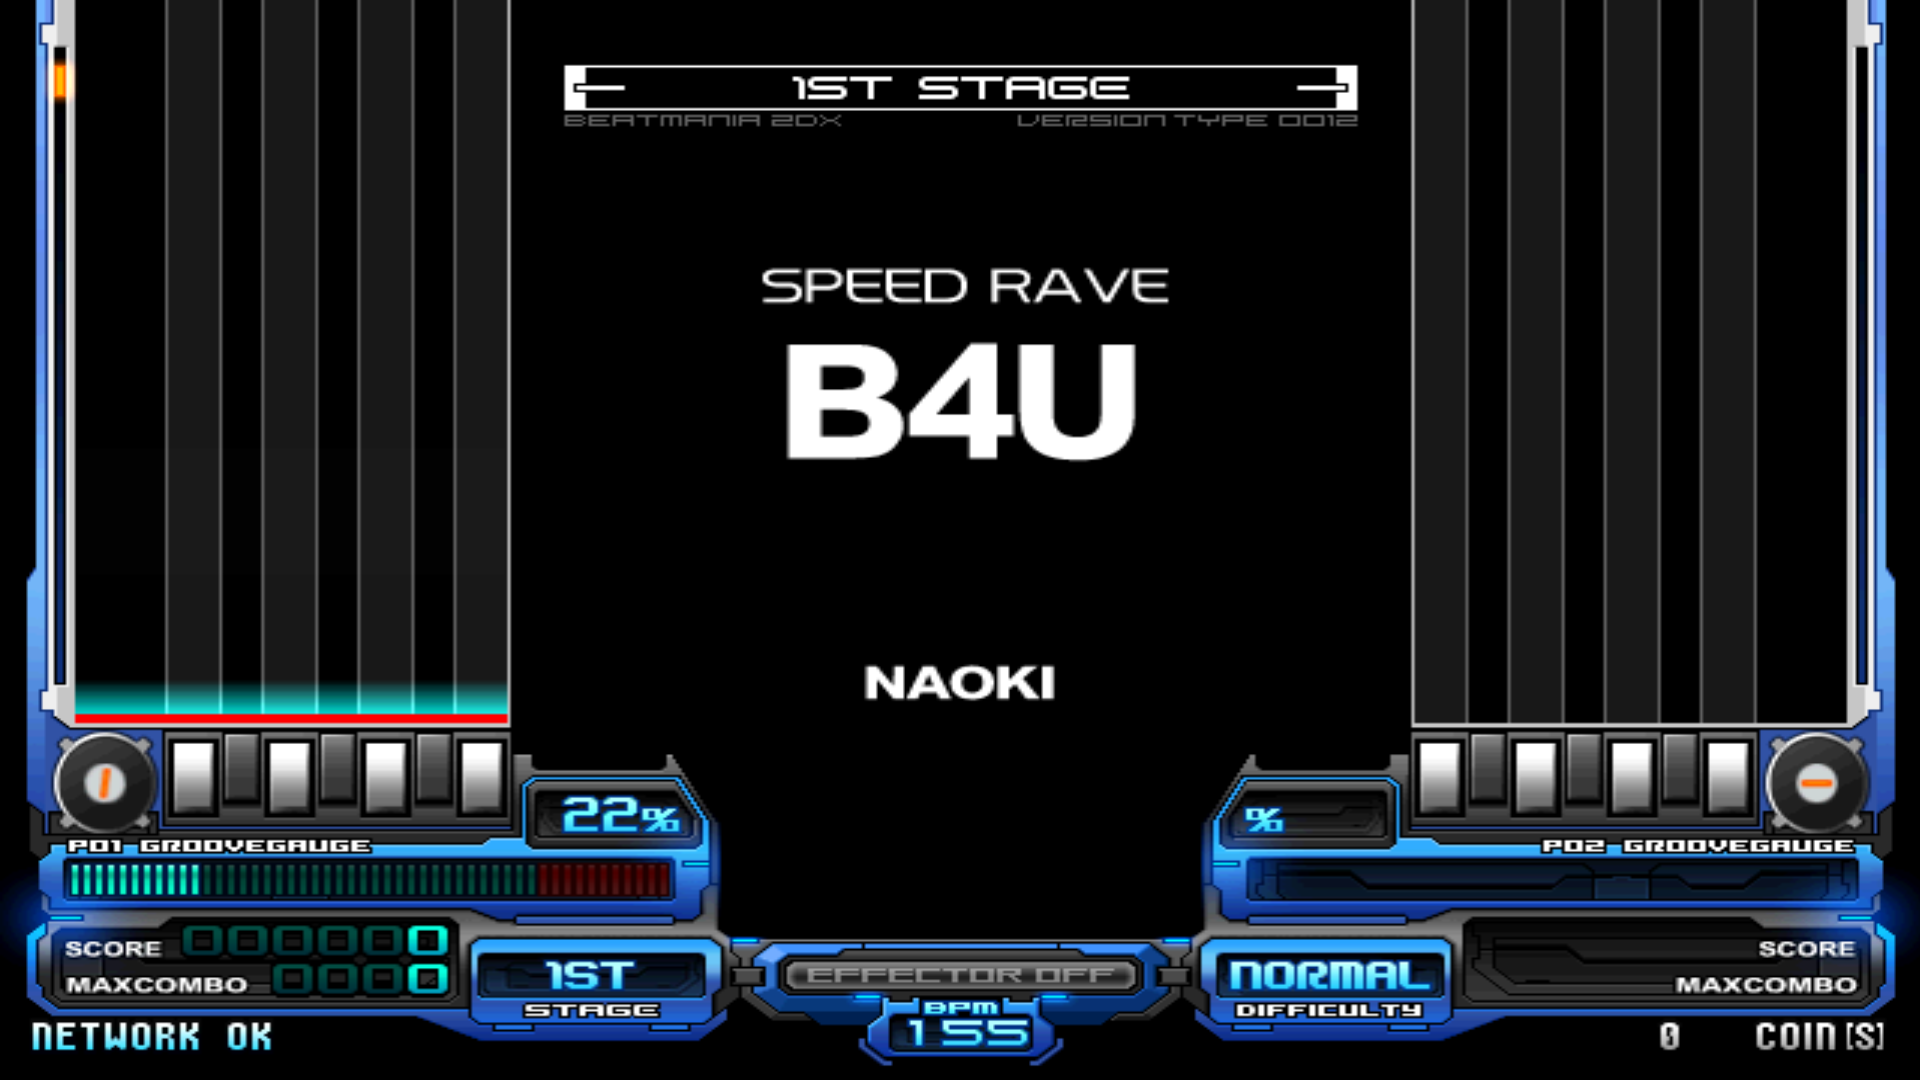 1ST STAGE
BEATMANIA 2DX VERSION TYPE 0012
SPEED RAVE
B4U
NAOKI
22%
%
P01 GROOVEGAUGE
P02 GROOVEGAUGE
SCORE 000000
MAXCOMBO 0000
1ST
STAGE
EFFECTOR OFF
BPM
155
NORMAL
DIFFICULTY
SCORE
MAXCOMBO
NETWORK OK
0 COIN[S]